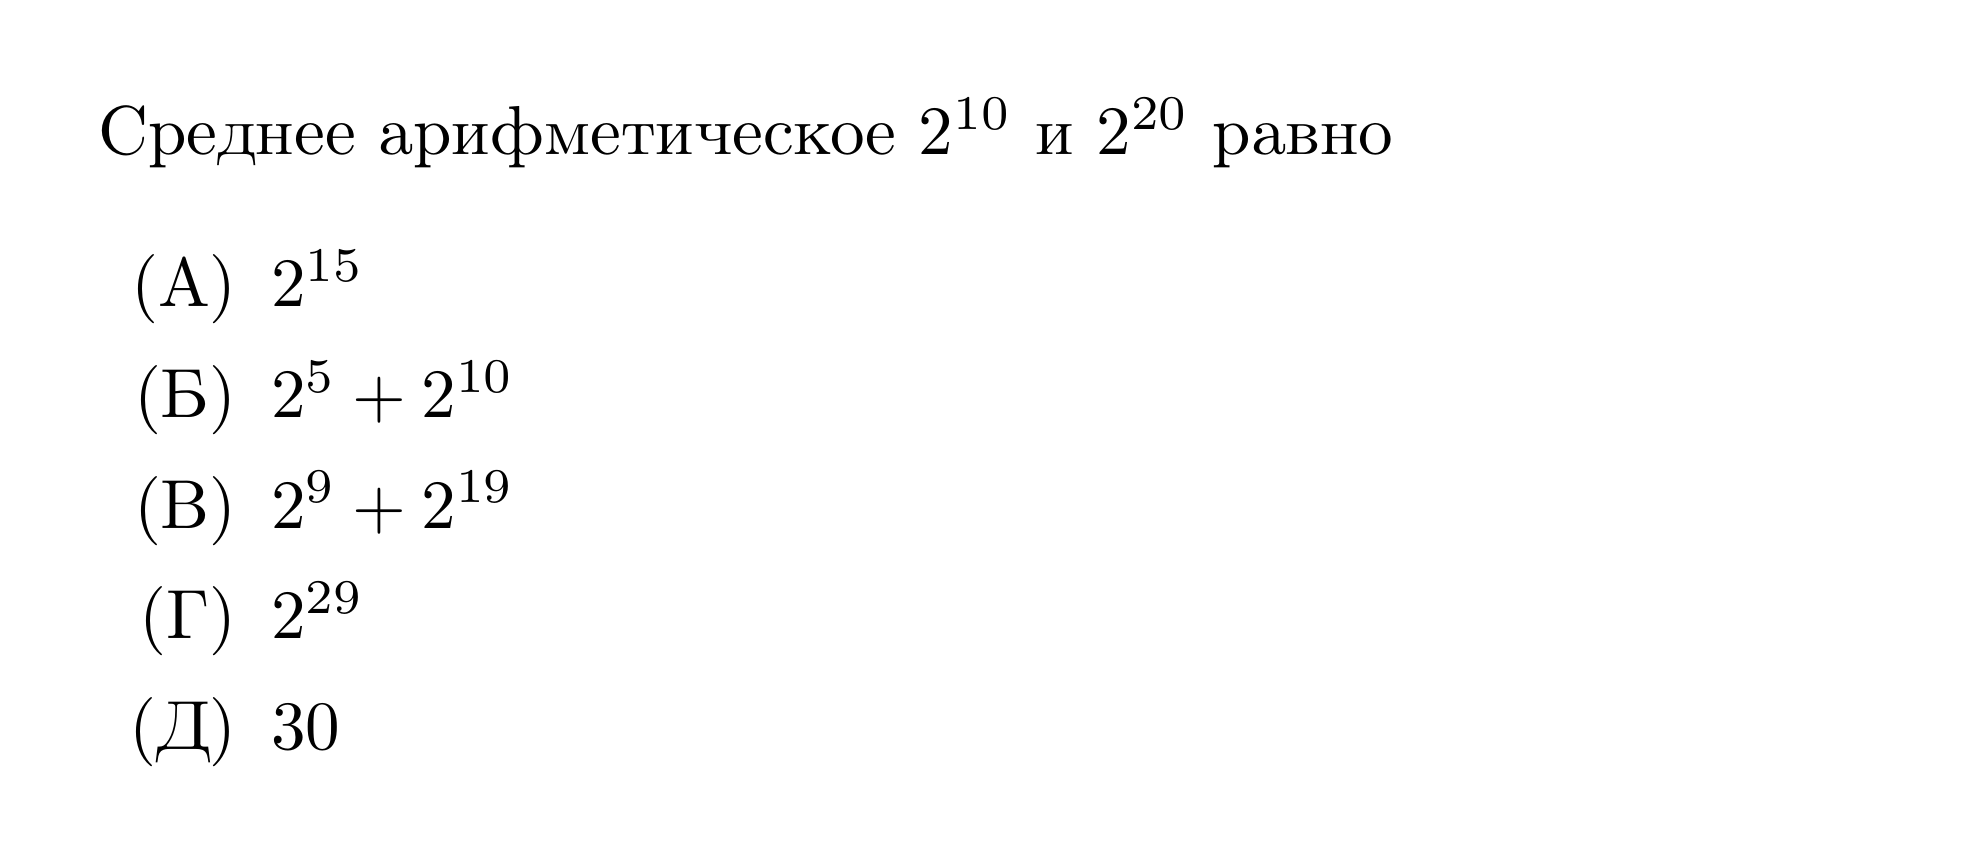 Среднее арифметическое 2^{10} и 2^{20} равно
(А) 2^{15}
(Б) 2^5 + 2^{10}
(В) 2^9 + 2^{19}
(Г) 2^{29}
(Д) 30